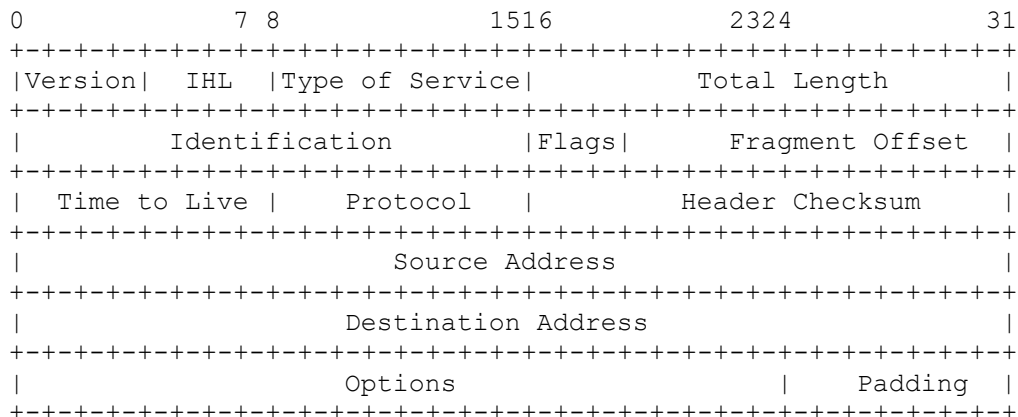 0 7 8 1516 2324 31
+-+-+-+-+-+-+-+-+-+-+-+-+-+-+-+-+-+-+-+-+-+-+-+-+-+-+-+-+-+-+-+
|Version| IHL |Type of Service| Total Length |
+-+-+-+-+-+-+-+-+-+-+-+-+-+-+-+-+-+-+-+-+-+-+-+-+-+-+-+-+-+-+-+
| Identification |Flags| Fragment Offset |
+-+-+-+-+-+-+-+-+-+-+-+-+-+-+-+-+-+-+-+-+-+-+-+-+-+-+-+-+-+-+-+
| Time to Live | Protocol | Header Checksum |
+-+-+-+-+-+-+-+-+-+-+-+-+-+-+-+-+-+-+-+-+-+-+-+-+-+-+-+-+-+-+-+
| Source Address |
+-+-+-+-+-+-+-+-+-+-+-+-+-+-+-+-+-+-+-+-+-+-+-+-+-+-+-+-+-+-+-+
| Destination Address |
+-+-+-+-+-+-+-+-+-+-+-+-+-+-+-+-+-+-+-+-+-+-+-+-+-+-+-+-+-+-+-+
| Options | Padding |
+-+-+-+-+-+-+-+-+-+-+-+-+-+-+-+-+-+-+-+-+-+-+-+-+-+-+-+-+-+-+-+